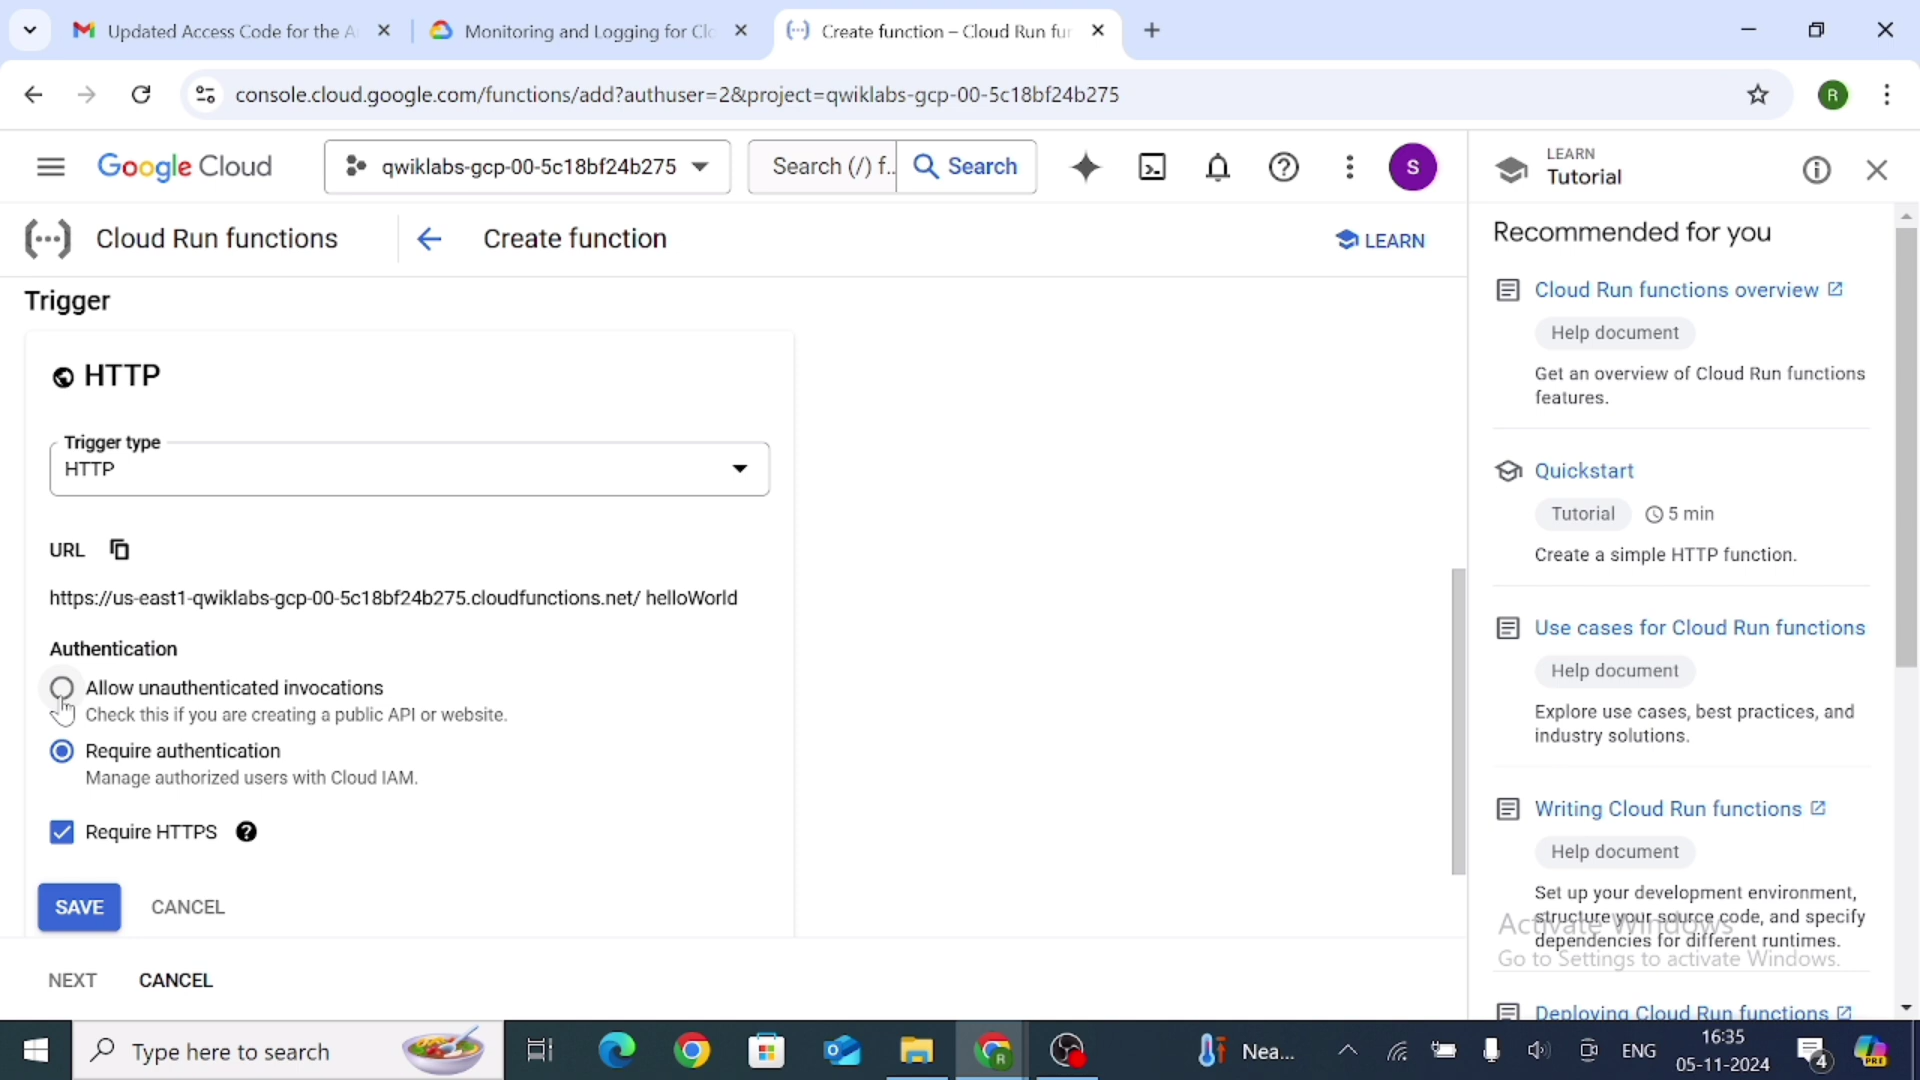 Updated Access Code for the A
Monitoring and Logging for Clo
Create function – Cloud Run fun
console.cloud.google.com/functions/add?authuser=2&project=qwiklabs-gcp-00-5c18bf24b275
R
Google Cloud
qwiklabs-gcp-00-5c18bf24b275
Search (/) f...
Search
S
LEARN
Tutorial
Cloud Run functions
Create function
LEARN
Recommended for you
Cloud Run functions overview
Help document
Get an overview of Cloud Run functions
features.
Quickstart
Tutorial
5 min
Create a simple HTTP function.
Use cases for Cloud Run functions
Help document
Explore use cases, best practices, and
industry solutions.
Writing Cloud Run functions
Help document
Set up your development environment,
structure your source code, and specify
dependencies for different runtimes.
Deploying Cloud Run functions
Trigger
HTTP
Trigger type
HTTP
URL
https://us-east1-qwiklabs-gcp-00-5c18bf24b275.cloudfunctions.net/ helloWorld
Authentication
Allow unauthenticated invocations
Check this if you are creating a public API or website.
Require authentication
Manage authorized users with Cloud IAM.
Require HTTPS
SAVE
CANCEL
NEXT
CANCEL
Activate Windows
Go to Settings to activate Windows.
Type here to search
R
Nea...
ENG
16:35
05-11-2024
4
PRE